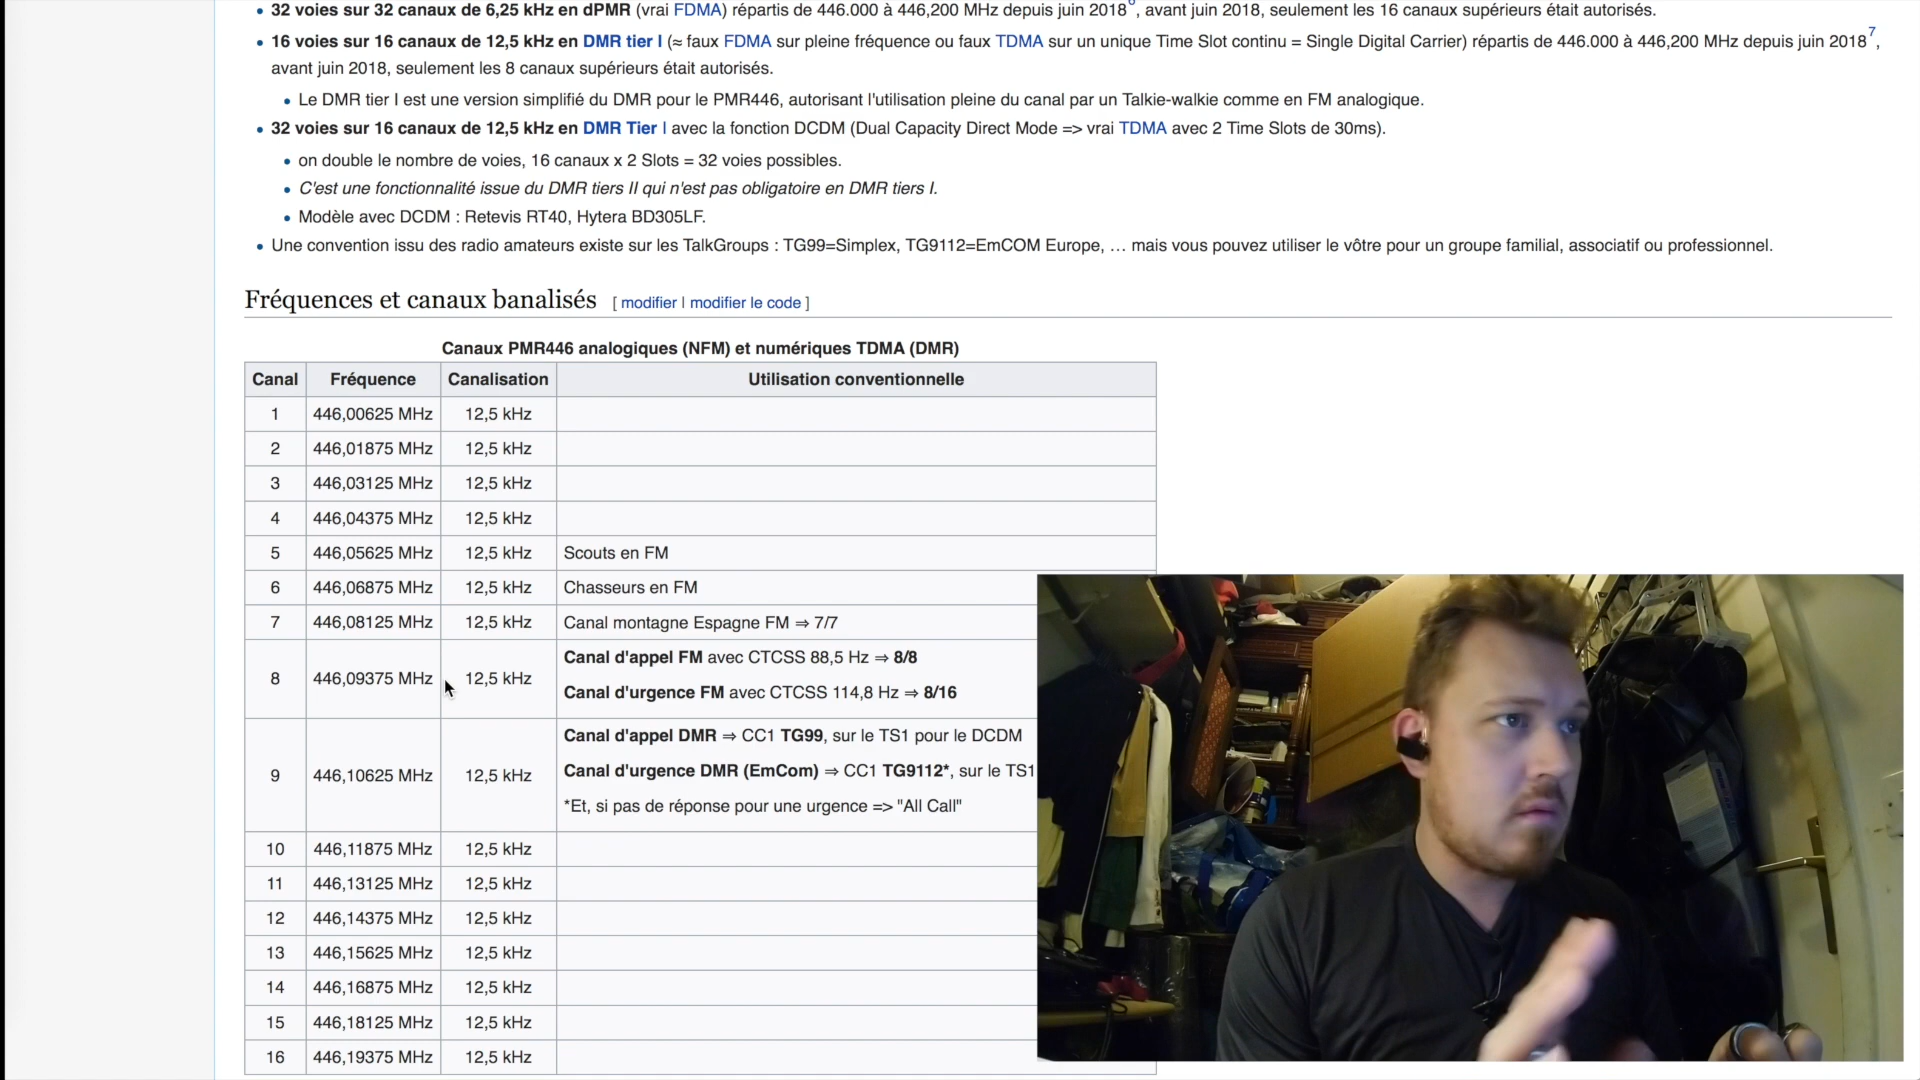 32 voies sur 32 canaux de 6,25 kHz en dPMR (vrai FDMA) répartis de 446.000 à 446,200 MHz depuis juin 2018⁶, avant juin 2018, seulement les 16 canaux supérieurs était autorisés.
16 voies sur 16 canaux de 12,5 kHz en DMR tier I (≈ faux FDMA sur pleine fréquence ou faux TDMA sur un unique Time Slot continu = Single Digital Carrier) répartis de 446.000 à 446,200 MHz depuis juin 2018⁷,
avant juin 2018, seulement les 8 canaux supérieurs était autorisés.
Le DMR tier I est une version simplifié du DMR pour le PMR446, autorisant l'utilisation pleine du canal par un Talkie-walkie comme en FM analogique.
32 voies sur 16 canaux de 12,5 kHz en DMR Tier I avec la fonction DCDM (Dual Capacity Direct Mode => vrai TDMA avec 2 Time Slots de 30ms).
on double le nombre de voies, 16 canaux x 2 Slots = 32 voies possibles.
C'est une fonctionnalité issue du DMR tiers II qui n'est pas obligatoire en DMR tiers I.
Modèle avec DCDM : Retevis RT40, Hytera BD305LF.
Une convention issu des radio amateurs existe sur les TalkGroups : TG99=Simplex, TG9112=EmCOM Europe, … mais vous pouvez utiliser le vôtre pour un groupe familial, associatif ou professionnel.
Fréquences et canaux banalisés [ modifier | modifier le code ]
Canaux PMR446 analogiques (NFM) et numériques TDMA (DMR)
Canal Fréquence Canalisation Utilisation conventionnelle
1 446,00625 MHz 12,5 kHz
2 446,01875 MHz 12,5 kHz
3 446,03125 MHz 12,5 kHz
4 446,04375 MHz 12,5 kHz
5 446,05625 MHz 12,5 kHz Scouts en FM
6 446,06875 MHz 12,5 kHz Chasseurs en FM
7 446,08125 MHz 12,5 kHz Canal montagne Espagne FM ⇒ 7/7
8 446,09375 MHz 12,5 kHz Canal d'appel FM avec CTCSS 88,5 Hz ⇒ 8/8
Canal d'urgence FM avec CTCSS 114,8 Hz ⇒ 8/16
9 446,10625 MHz 12,5 kHz Canal d'appel DMR ⇒ CC1 TG99, sur le TS1 pour le DCDM
Canal d'urgence DMR (EmCom) ⇒ CC1 TG9112*, sur le TS1
*Et, si pas de réponse pour une urgence => "All Call"
10 446,11875 MHz 12,5 kHz
11 446,13125 MHz 12,5 kHz
12 446,14375 MHz 12,5 kHz
13 446,15625 MHz 12,5 kHz
14 446,16875 MHz 12,5 kHz
15 446,18125 MHz 12,5 kHz
16 446,19375 MHz 12,5 kHz